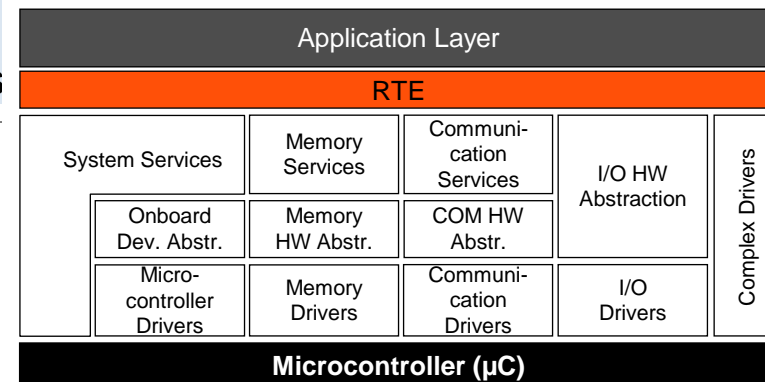 Application Layer
RTE
System Services
Memory
Services
Communi-
cation
Services
I/O HW
Abstraction
Complex Drivers
Onboard
Dev. Abstr.
Memory
HW Abstr.
COM HW
Abstr.
Micro-
controller
Drivers
Memory
Drivers
Communi-
cation
Drivers
I/O
Drivers
Microcontroller (µC)